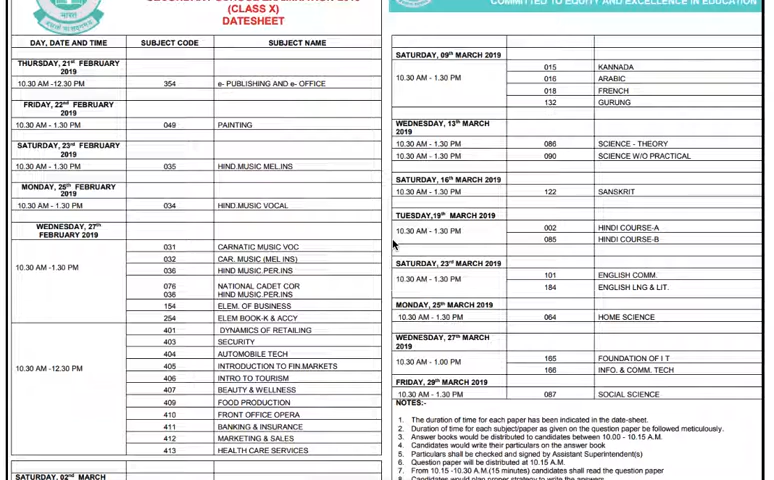 भारत
(CLASS X)
DATESHEET
DAY, DATE AND TIME SUBJECT CODE SUBJECT NAME
THURSDAY, 21st FEBRUARY
2019
10.30 AM -12.30 PM 354 e- PUBLISHING AND e- OFFICE
FRIDAY, 22nd FEBRUARY
2019
10.30 AM - 1.30 PM 049 PAINTING
SATURDAY, 23rd FEBRUARY
2019
10.30 AM - 1.30 PM 035 HIND.MUSIC MEL.INS
MONDAY, 25th FEBRUARY
2019
10.30 AM - 1.30 PM 034 HIND.MUSIC VOCAL
WEDNESDAY, 27th
FEBRUARY 2019
10.30 AM -1.30 PM
031 CARNATIC MUSIC VOC
032 CAR. MUSIC (MEL INS)
036 HIND MUSIC.PER.INS
076 NATIONAL CADET COR
036 HIND MUSIC.PER.INS
154 ELEM. OF BUSINESS
254 ELEM BOOK-K & ACCY
10.30 AM -12.30 PM
401 DYNAMICS OF RETAILING
403 SECURITY
404 AUTOMOBILE TECH
405 INTRODUCTION TO FIN.MARKETS
406 INTRO TO TOURISM
407 BEAUTY & WELLNESS
409 FOOD PRODUCTION
410 FRONT OFFICE OPERA
411 BANKING & INSURANCE
412 MARKETING & SALES
413 HEALTH CARE SERVICES
SATURDAY, 02nd MARCH
COMMITTED TO EQUITY AND EXCELLENCE IN EDUCATION
SATURDAY, 09th MARCH 2019
10.30 AM - 1.30 PM
015 KANNADA
016 ARABIC
018 FRENCH
132 GURUNG
WEDNESDAY, 13th MARCH
2019
10.30 AM - 1.30 PM 086 SCIENCE - THEORY
10.30 AM - 1.30 PM 090 SCIENCE W/O PRACTICAL
SATURDAY, 16th MARCH 2019
10.30 AM - 1.30 PM 122 SANSKRIT
TUESDAY,19th MARCH 2019
10.30 AM - 1.30 PM
002 HINDI COURSE-A
085 HINDI COURSE-B
SATURDAY, 23rd MARCH 2019
10.30 AM - 1.30 PM
101 ENGLISH COMM.
184 ENGLISH LNG & LIT.
MONDAY, 25th MARCH 2019
10.30 AM - 1.30 PM 064 HOME SCIENCE
WEDNESDAY, 27th MARCH
2019
10.30 AM - 1.00 PM
165 FOUNDATION OF I T
166 INFO. & COMM. TECH
FRIDAY, 29th MARCH 2019
10.30 AM - 1.30 PM 087 SOCIAL SCIENCE
NOTES:-
1. The duration of time for each paper has been indicated in the date-sheet.
2. Duration of time for each subject/paper as given on the question paper be followed meticulously.
3. Answer books would be distributed to candidates between 10.00 - 10.15 A.M.
4. Candidates would write their particulars on the answer book
5. Particulars shall be checked and signed by Assistant Superintendent(s)
6. Question paper will be distributed at 10.15 A.M.
7. From 10.15 -10.30 A.M.(15 minutes) candidates shall read the question paper
8. Candidates would plan proper strategy to write the answers